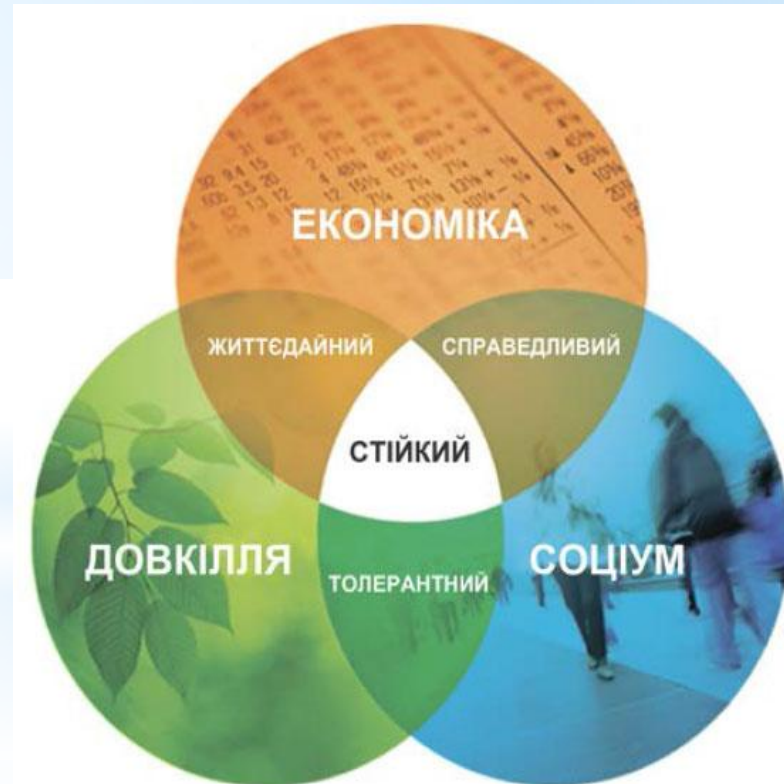 ЕКОНОМІКА
ЖИТТЄДАЙНИЙ СПРАВЕДЛИВИЙ
СТІЙКИЙ
ДОВКІЛЛЯ СОЦІУМ
ТОЛЕРАНТНИЙ